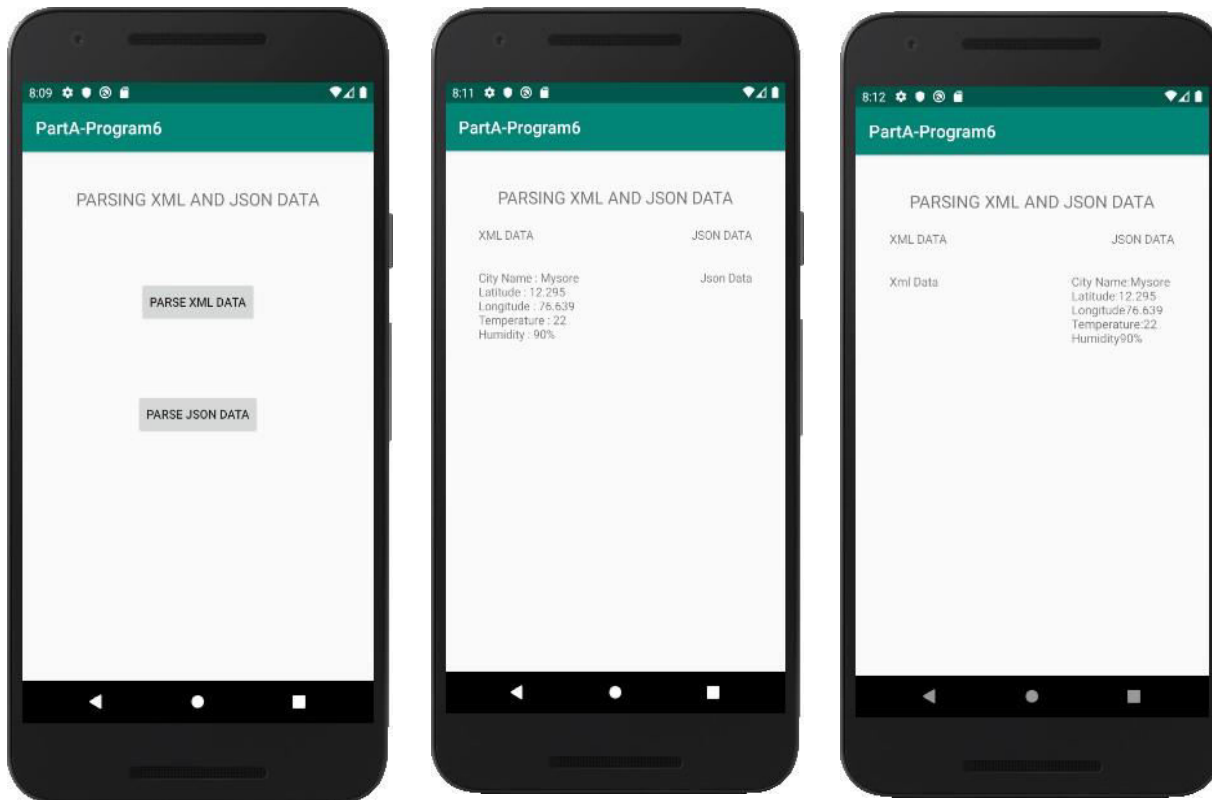 8:09
PartA-Program6
PARSING XML AND JSON DATA
PARSE XML DATA
PARSE JSON DATA
8:11
PartA-Program6
PARSING XML AND JSON DATA
XML DATA
JSON DATA
City Name : Mysore
Latitude : 12.295
Longitude : 76.639
Temperature : 22
Humidity : 90%
Json Data
8:12
PartA-Program6
PARSING XML AND JSON DATA
XML DATA
JSON DATA
Xml Data
City Name:Mysore
Latitude:12.295
Longitude76.639
Temperature:22
Humidity90%